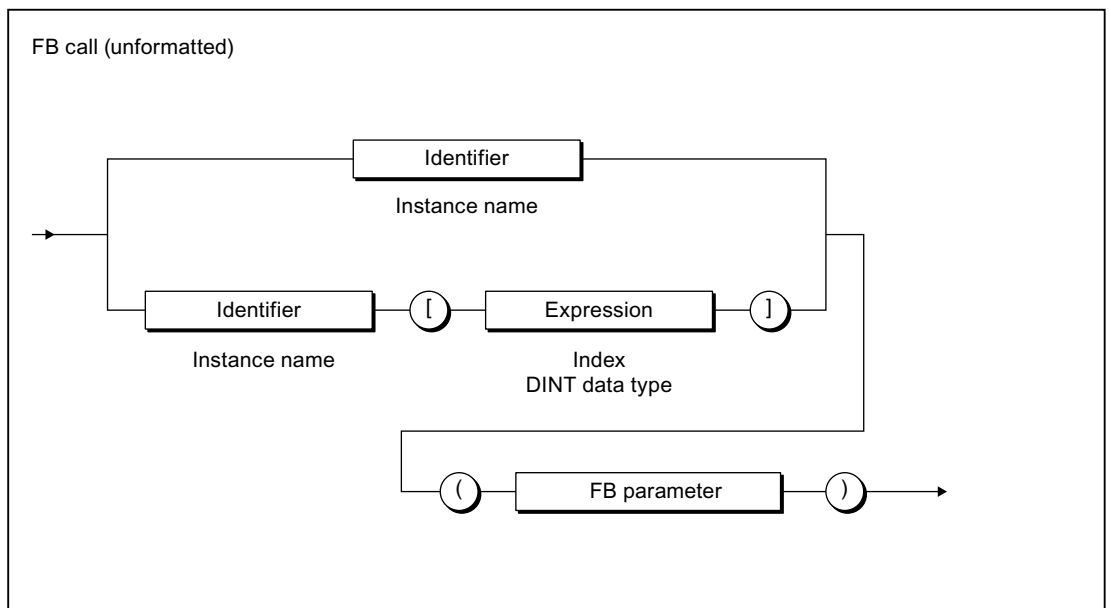 FB call (unformatted)
Identifier
Instance name
Identifier [ Expression ]
Instance name
Index
DINT data type
( FB parameter )